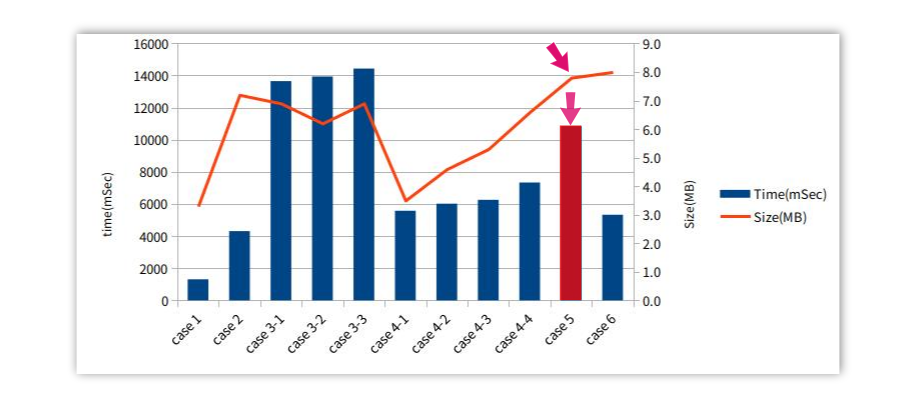 16000
14000
12000
10000
8000
6000
4000
2000
0
time(mSec)
9.0
8.0
7.0
6.0
5.0
4.0
3.0
2.0
1.0
0.0
Size(MB)
case 1
case 2
case 3-1
case 3-2
case 3-3
case 4-1
case 4-2
case 4-3
case 4-4
case 5
case 6
Time(mSec)
Size(MB)